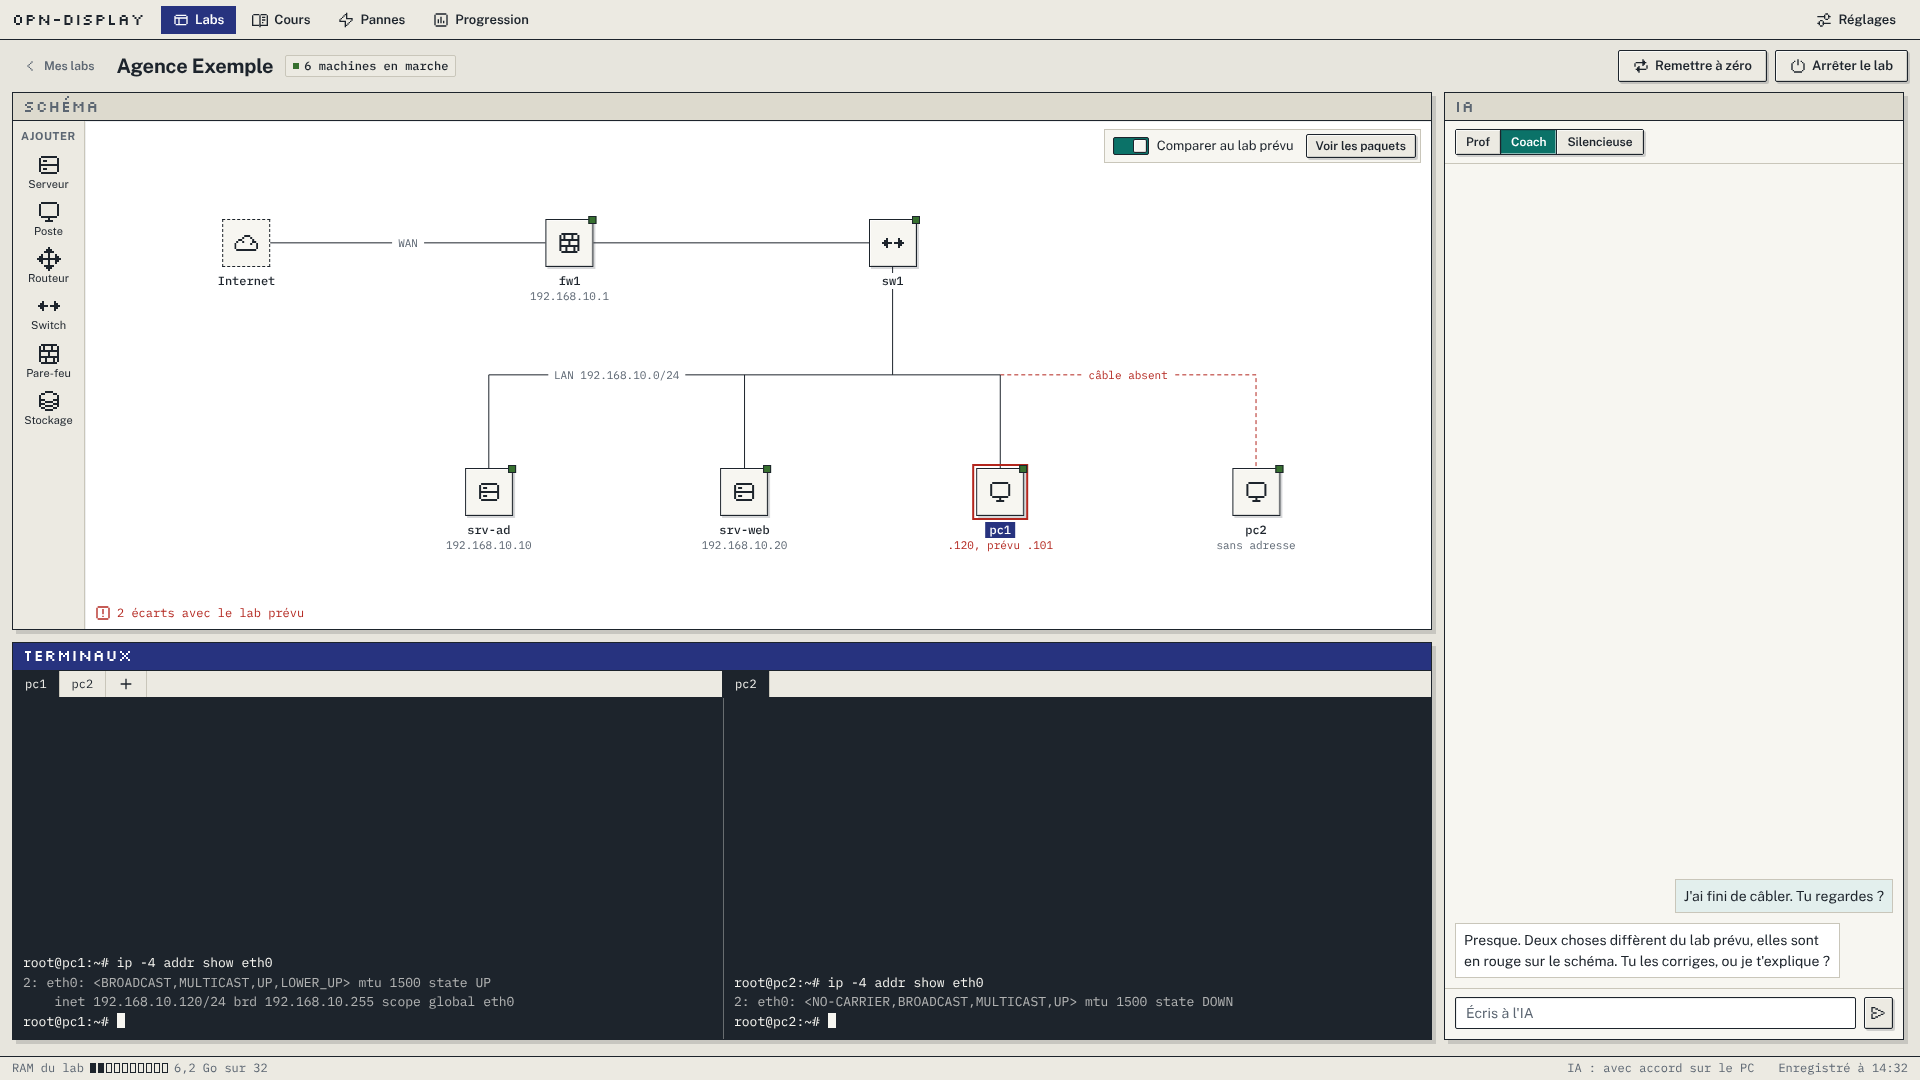 OPN-DISPLAY
Labs
Cours
Pannes
Progression
Réglages
Mes labs
Agence Exemple
6 machines en marche
Remettre à zéro
Arrêter le lab
SCHÉMA
AJOUTER
Serveur
Poste
Routeur
Switch
Pare-feu
Stockage
Comparer au lab prévu
Voir les paquets
Internet
WAN
fw1
192.168.10.1
sw1
LAN 192.168.10.0/24
câble absent
srv-ad
192.168.10.10
srv-web
192.168.10.20
pc1
.120, prévu .101
pc2
sans adresse
2 écarts avec le lab prévu
TERMINAUX
pc1
pc2
+
root@pc1:~# ip -4 addr show eth0
2: eth0: <BROADCAST,MULTICAST,UP,LOWER_UP> mtu 1500 state UP
inet 192.168.10.120/24 brd 192.168.10.255 scope global eth0
root@pc1:~#
pc2
root@pc2:~# ip -4 addr show eth0
2: eth0: <NO-CARRIER,BROADCAST,MULTICAST,UP> mtu 1500 state DOWN
root@pc2:~#
IA
Prof
Coach
Silencieuse
J'ai fini de câbler. Tu regardes ?
Presque. Deux choses diffèrent du lab prévu, elles sont
en rouge sur le schéma. Tu les corriges, ou je t'explique ?
Écris à l'IA
RAM du lab
6,2 Go sur 32
IA : avec accord sur le PC
Enregistré à 14:32